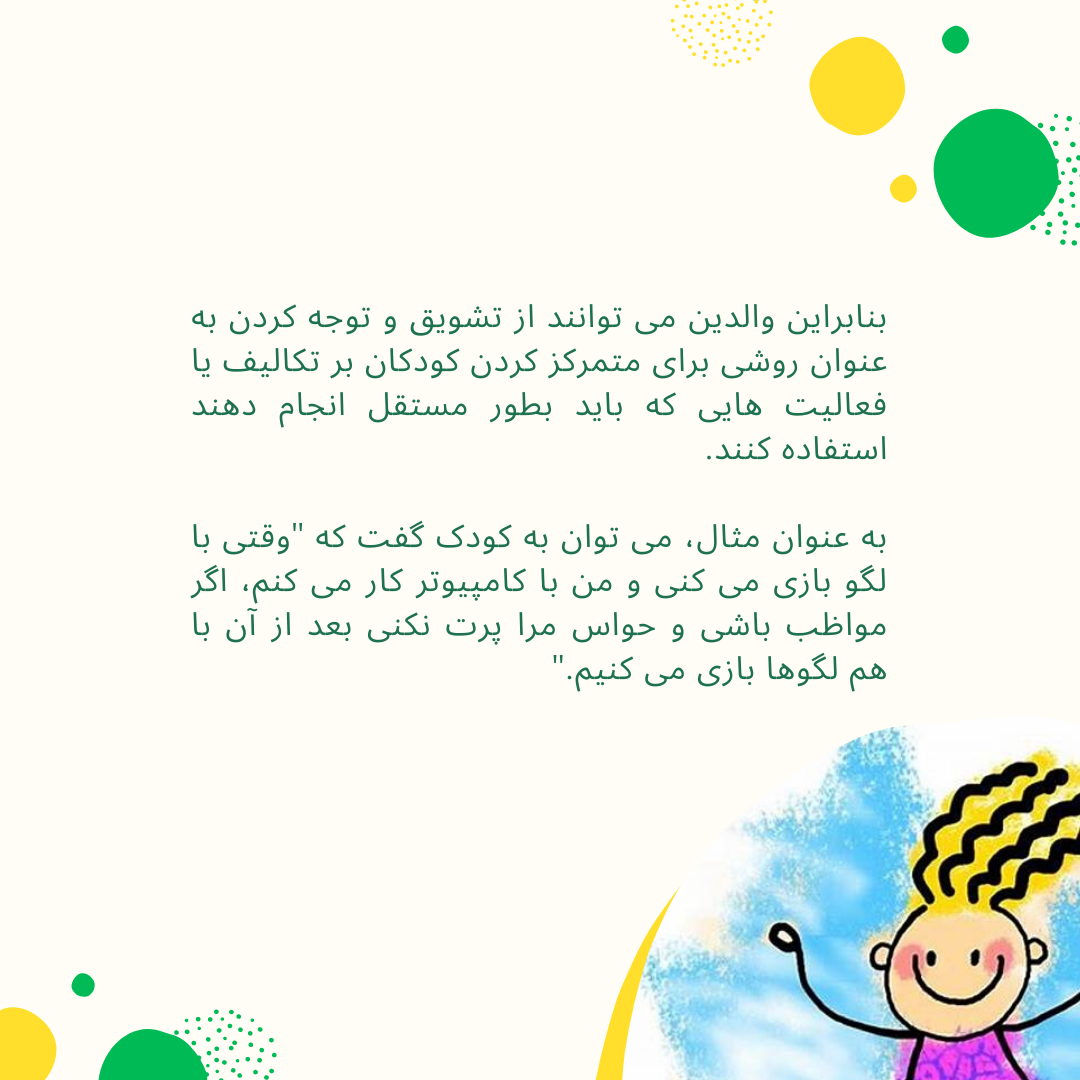 بنابراین والدین می توانند از تشویق و توجه کردن به
عنوان روشی برای متمرکز کردن کودکان بر تکالیف یا
فعالیت هایی که باید بطور مستقل انجام دهند
استفاده کنند.
به عنوان مثال، می توان به کودک گفت که "وقتی با
لگو بازی می کنی و من با کامپیوتر کار می کنم، اگر
مواظب باشی و حواس مرا پرت نکنی بعد از آن با
هم لگوها بازی می کنیم."